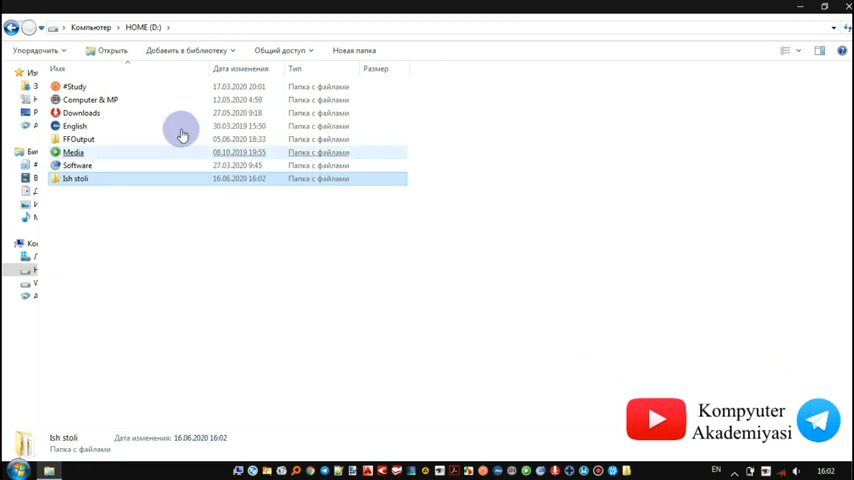 Компьютер ▸ HOME (D:) ▸
Упорядочить Открыть Добавить в библиотеку Общий доступ Новая папка
Имя Дата изменения Тип Размер
#Study 17.03.2020 20:01 Папка с файлами
Computer & MP 12.05.2020 4:59 Папка с файлами
Downloads 27.05.2020 9:18 Папка с файлами
English 30.03.2019 15:50 Папка с файлами
FFOutput 05.06.2020 18:33 Папка с файлами
Media 08.10.2019 19:55 Папка с файлами
Software 27.03.2020 9:45 Папка с файлами
Ish stoli 16.06.2020 16:02 Папка с файлами
Kompyuter
Akademiyasi
Ish stoli Дата изменения: 16.06.2020 16:02
Папка с файлами
EN 16:02